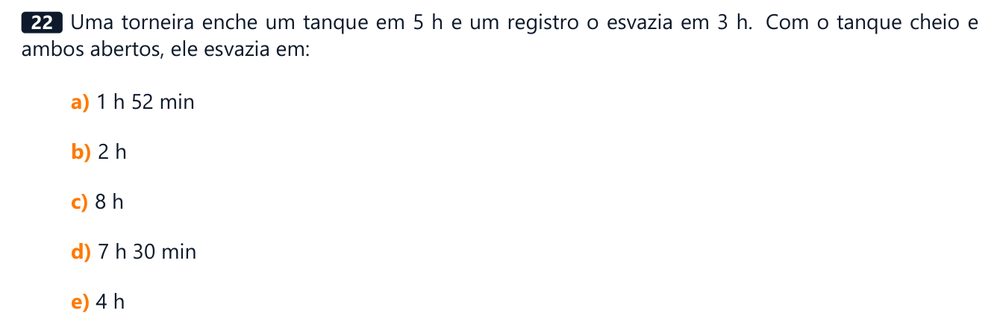 22 Uma torneira enche um tanque em 5 h e um registro o esvazia em 3 h. Com o tanque cheio e
ambos abertos, ele esvazia em:
a) 1 h 52 min
b) 2 h
c) 8 h
d) 7 h 30 min
e) 4 h